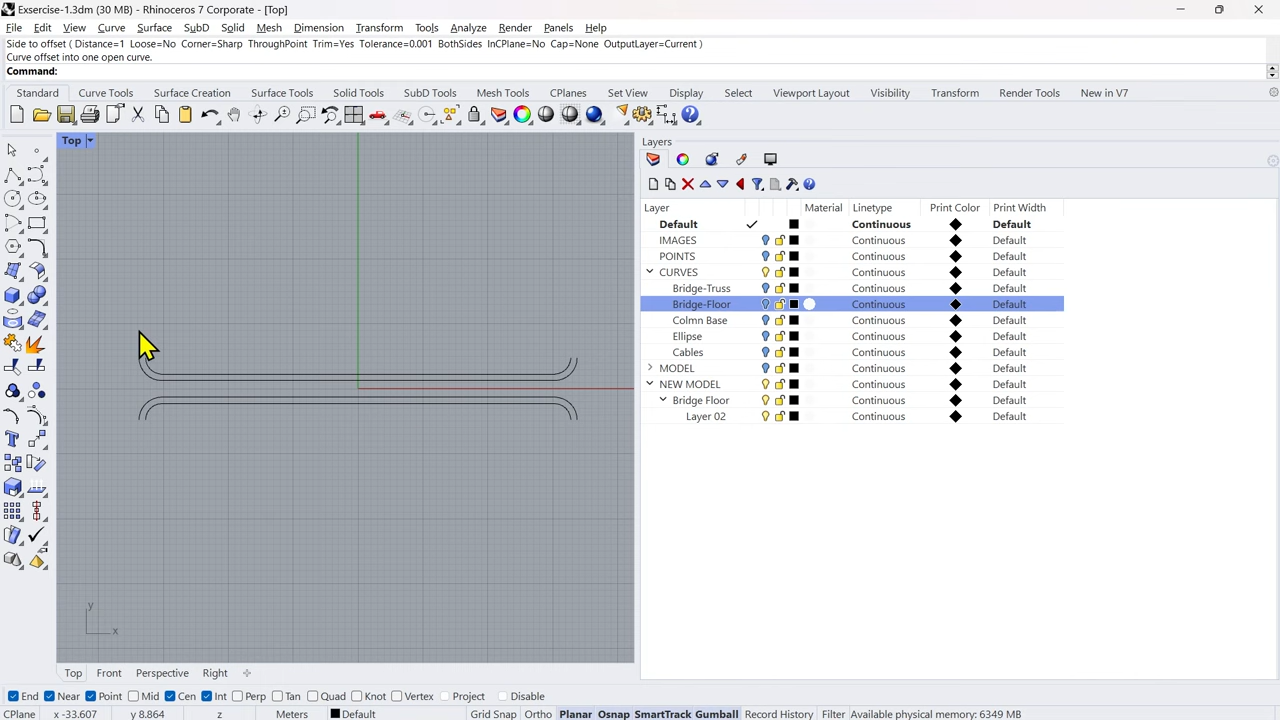 Exsercise-1.3dm (30 MB) - Rhinoceros 7 Corporate - [Top]
File Edit View Curve Surface SubD Solid Mesh Dimension Transform Tools Analyze Render Panels Help
Side to offset ( Distance=1 Loose=No Corner=Sharp ThroughPoint Trim=Yes Tolerance=0.001 BothSides InCPlane=No Cap=None OutputLayer=Current )
Curve offset into one open curve.
Command:
Standard Curve Tools Surface Creation Surface Tools Solid Tools SubD Tools Mesh Tools CPlanes Set View Display Select Viewport Layout Visibility Transform Render Tools New in V7
Top
Layers
Layer Material Linetype Print Color Print Width
Default Continuous Default
IMAGES Continuous Default
POINTS Continuous Default
CURVES Continuous Default
Bridge-Truss Continuous Default
Bridge-Floor Continuous Default
Colmn Base Continuous Default
Ellipse Continuous Default
Cables Continuous Default
MODEL Continuous Default
NEW MODEL Continuous Default
Bridge Floor Continuous Default
Layer 02 Continuous Default
y
x
Top Front Perspective Right
End Near Point Mid Cen Int Perp Tan Quad Knot Vertex Project Disable
CPlane x -33.607 y 8.864 z Meters Default Grid Snap Ortho Planar Osnap SmartTrack Gumball Record History Filter Available physical memory: 6349 MB